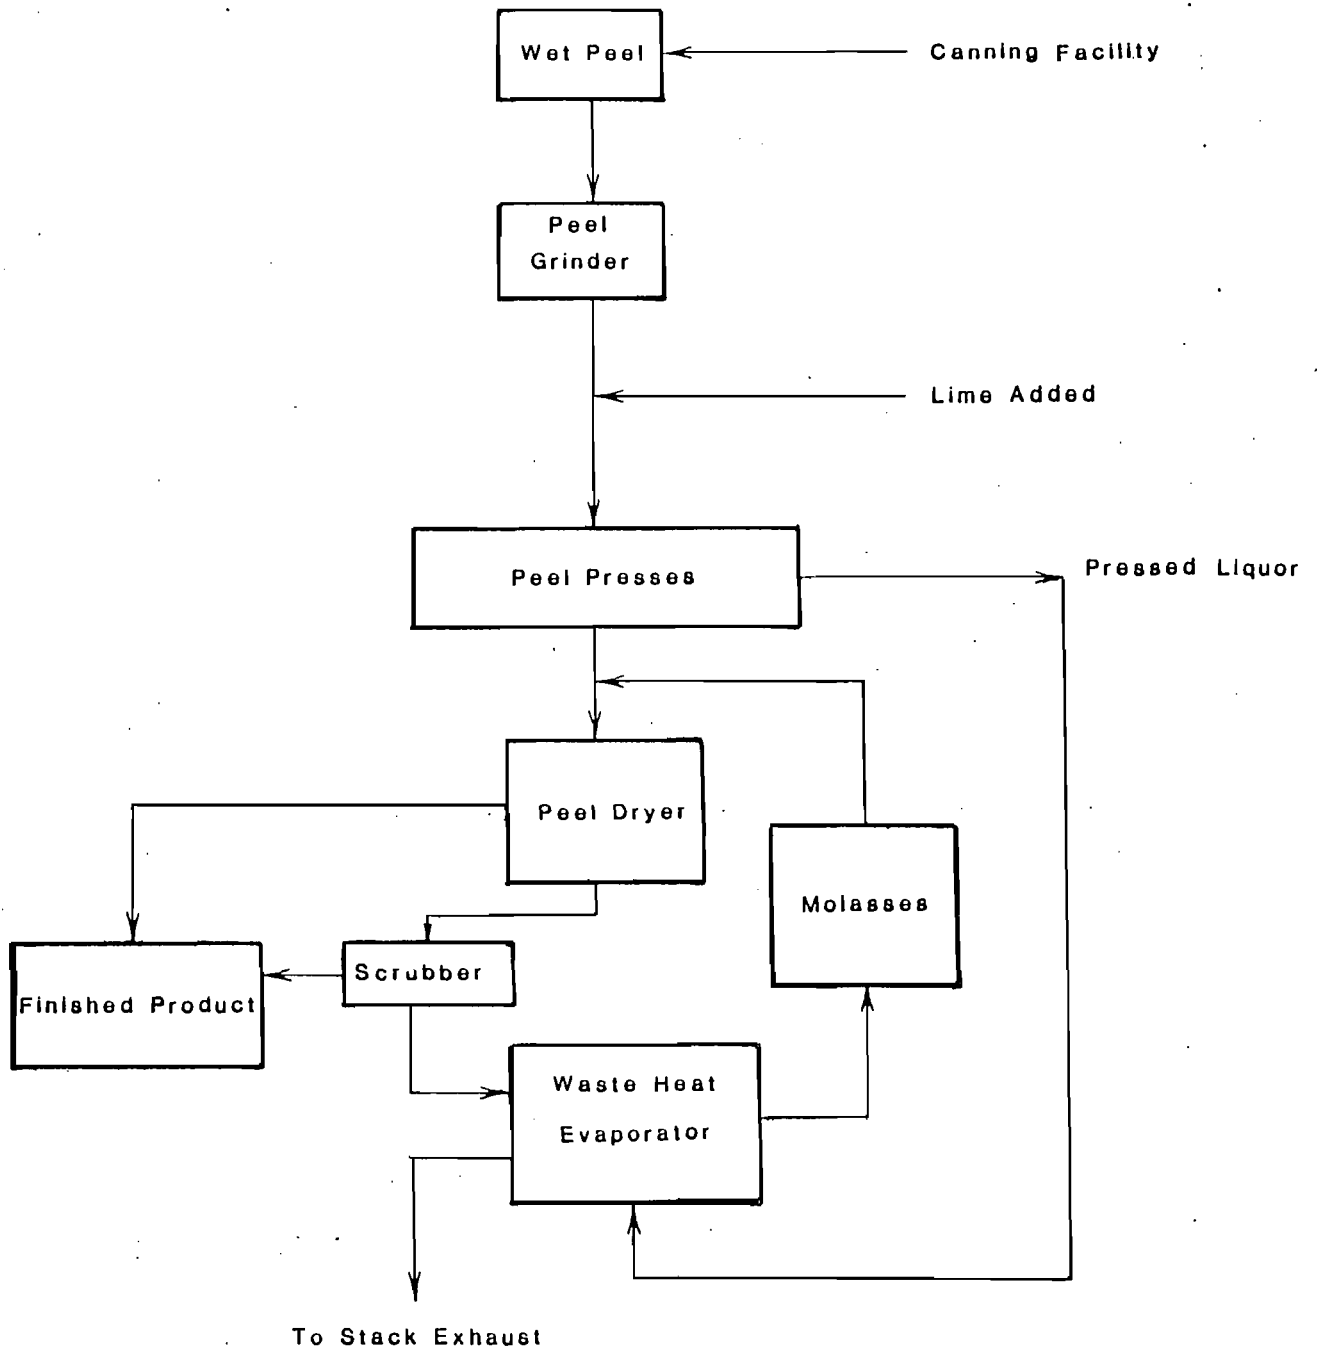 Wet Peel
Canning Facility
Peel
Grinder
Lime Added
Peel Presses
Pressed Liquor
Peel Dryer
Molasses
Scrubber
Finished Product
Waste Heat
Evaporator
To Stack Exhaust